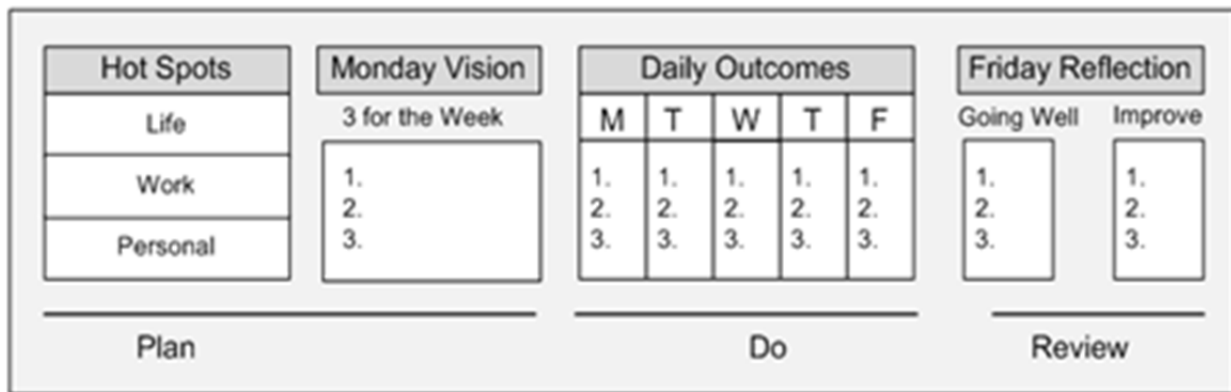 Hot Spots
Life
Work
Personal
Monday Vision
3 for the Week
1.
2.
3.
Daily Outcomes
M T W T F
1. 1. 1. 1. 1.
2. 2. 2. 2. 2.
3. 3. 3. 3. 3.
Friday Reflection
Going Well
1.
2.
3.
Improve
1.
2.
3.
Plan
Do
Review